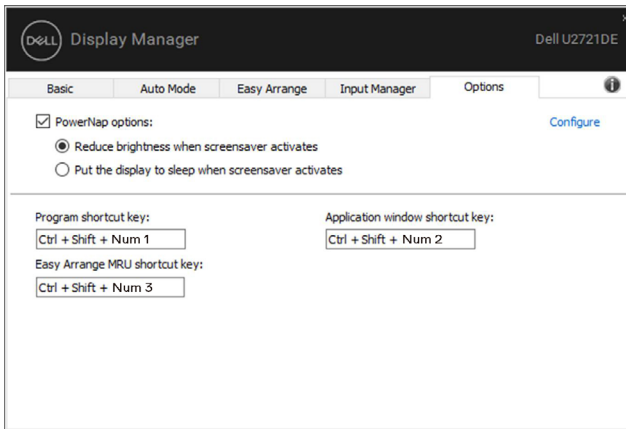 DELL Display Manager
Dell U2721DE
Basic Auto Mode Easy Arrange Input Manager Options
PowerNap options:
Configure
Reduce brightness when screensaver activates
Put the display to sleep when screensaver activates
Program shortcut key:
Application window shortcut key:
Ctrl + Shift + Num 1
Ctrl + Shift + Num 2
Easy Arrange MRU shortcut key:
Ctrl + Shift + Num 3